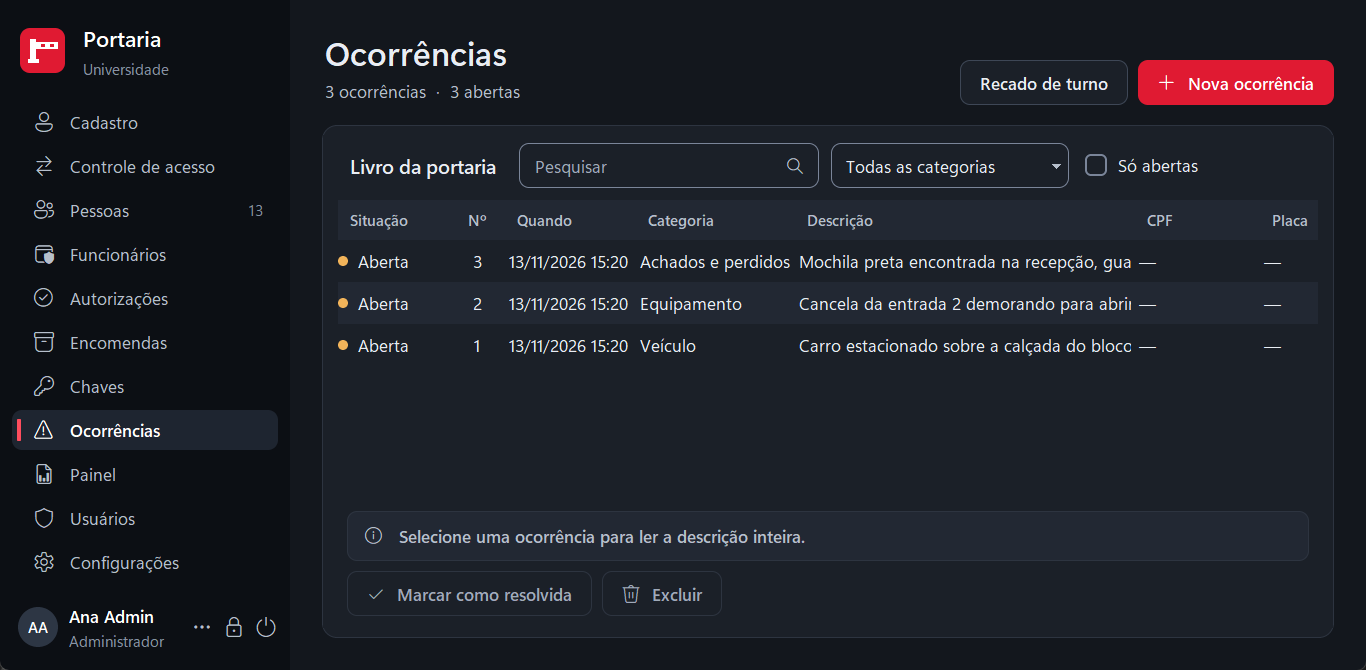 Portaria
Universidade
Cadastro
Controle de acesso
Pessoas 13
Funcionários
Autorizações
Encomendas
Chaves
Ocorrências
Painel
Usuários
Configurações
AA
Ana Admin
Administrador
Ocorrências
3 ocorrências · 3 abertas
Recado de turno
Nova ocorrência
Livro da portaria
Pesquisar
Todas as categorias
Só abertas
Situação Nº Quando Categoria Descrição CPF Placa
Aberta 3 13/11/2026 15:20 Achados e perdidos Mochila preta encontrada na recepção, gua — —
Aberta 2 13/11/2026 15:20 Equipamento Cancela da entrada 2 demorando para abrir — —
Aberta 1 13/11/2026 15:20 Veículo Carro estacionado sobre a calçada do bloco — —
Selecione uma ocorrência para ler a descrição inteira.
Marcar como resolvida
Excluir